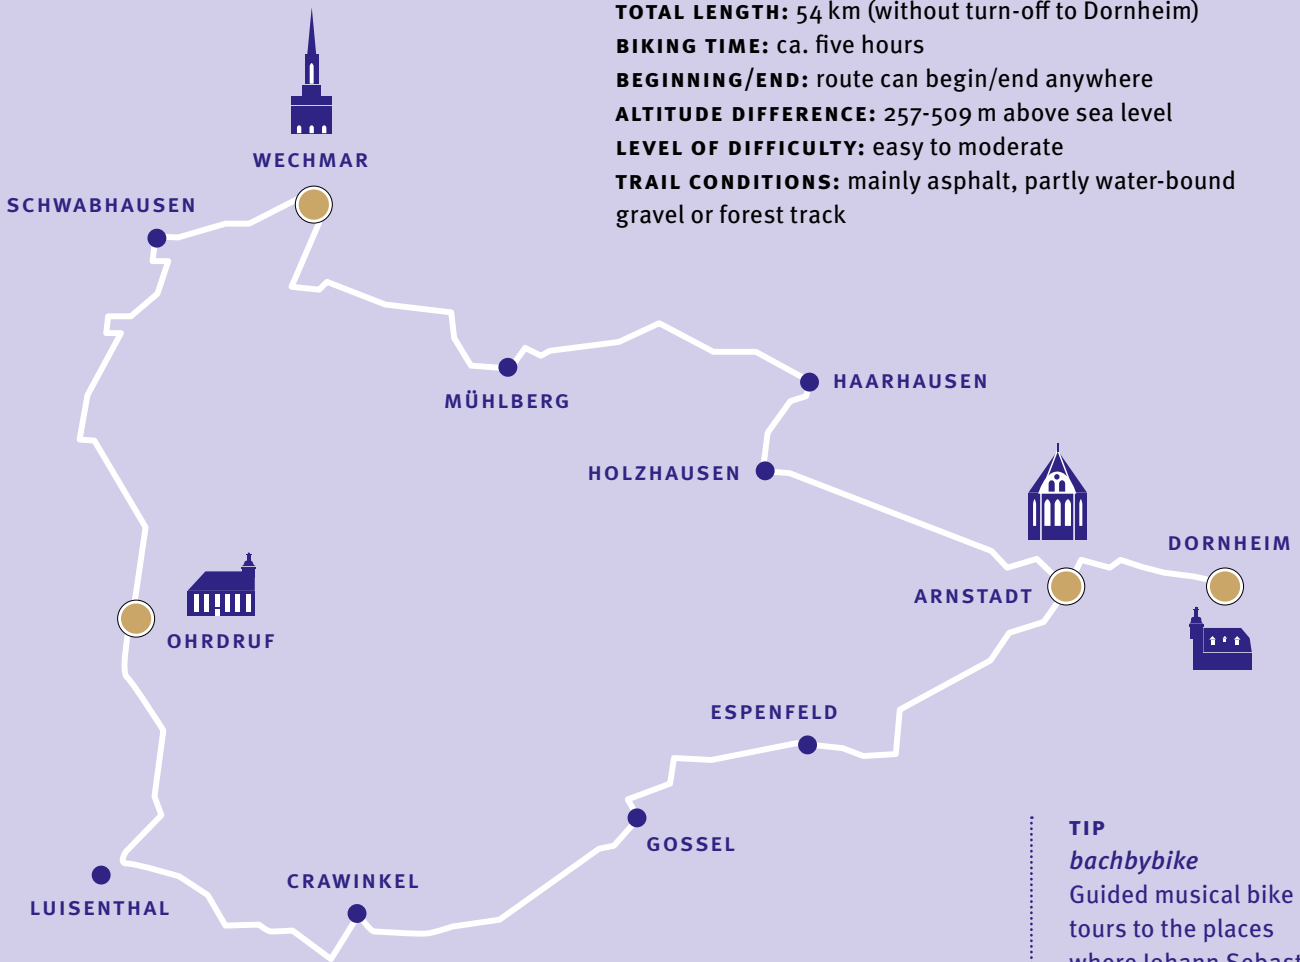 TOTAL LENGTH: 54 km (without turn-off to Dornheim)
BIKING TIME: ca. five hours
BEGINNING/END: route can begin/end anywhere
ALTITUDE DIFFERENCE: 257-509 m above sea level
LEVEL OF DIFFICULTY: easy to moderate
TRAIL CONDITIONS: mainly asphalt, partly water-bound
gravel or forest track
WECHMAR
SCHWABHAUSEN
MÜHLBERG
HAARHAUSEN
HOLZHAUSEN
DORNHEIM
ARNSTADT
OHRDRUF
ESPENFELD
GOSSEL
CRAWINKEL
LUISENTHAL
TIP
bachbybike
Guided musical bike
tours to the places
where Johann